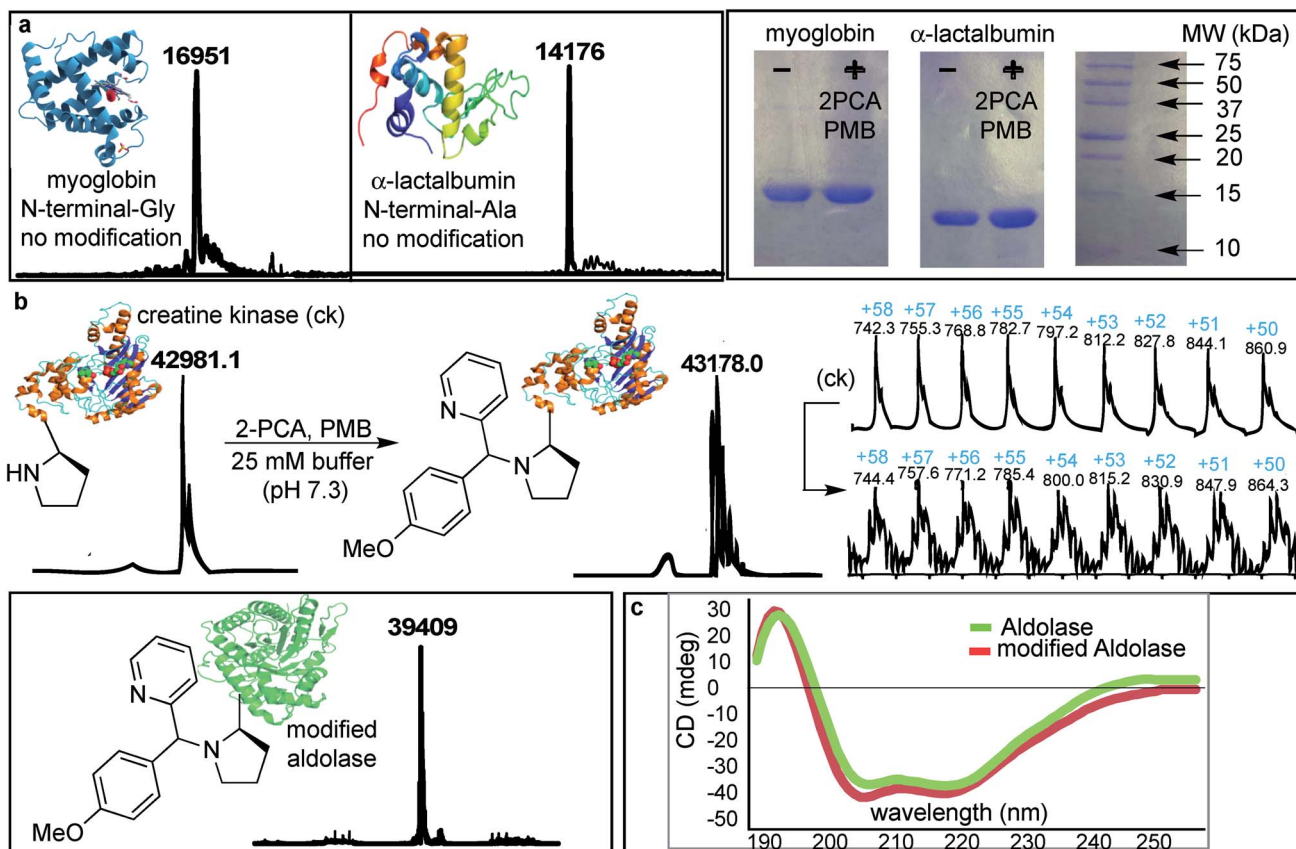 a
16951
myoglobin
N-terminal-Gly
no modification
14176
α-lactalbumin
N-terminal-Ala
no modification
myoglobin α-lactalbumin MW (kDa)
– + – +
2PCA 2PCA
PMB PMB
75
50
37
25
20
15
10
b
creatine kinase (ck)
42981.1
HN
2-PCA, PMB
25 mM buffer
(pH 7.3)
43178.0
N
N
MeO
+58 +57 +56 +55 +54 +53 +52 +51 +50
742.3 755.3 768.8 782.7 797.2 812.2 827.8 844.1 860.9
(ck)
+58 +57 +56 +55 +54 +53 +52 +51 +50
744.4 757.6 771.2 785.4 800.0 815.2 830.9 847.9 864.3
39409
N
N
MeO
modified
aldolase
c
CD (mdeg)
30
20
10
0
-10
-20
-30
-40
-50
Aldolase
modified Aldolase
wavelength (nm)
190 200 210 220 230 240 250